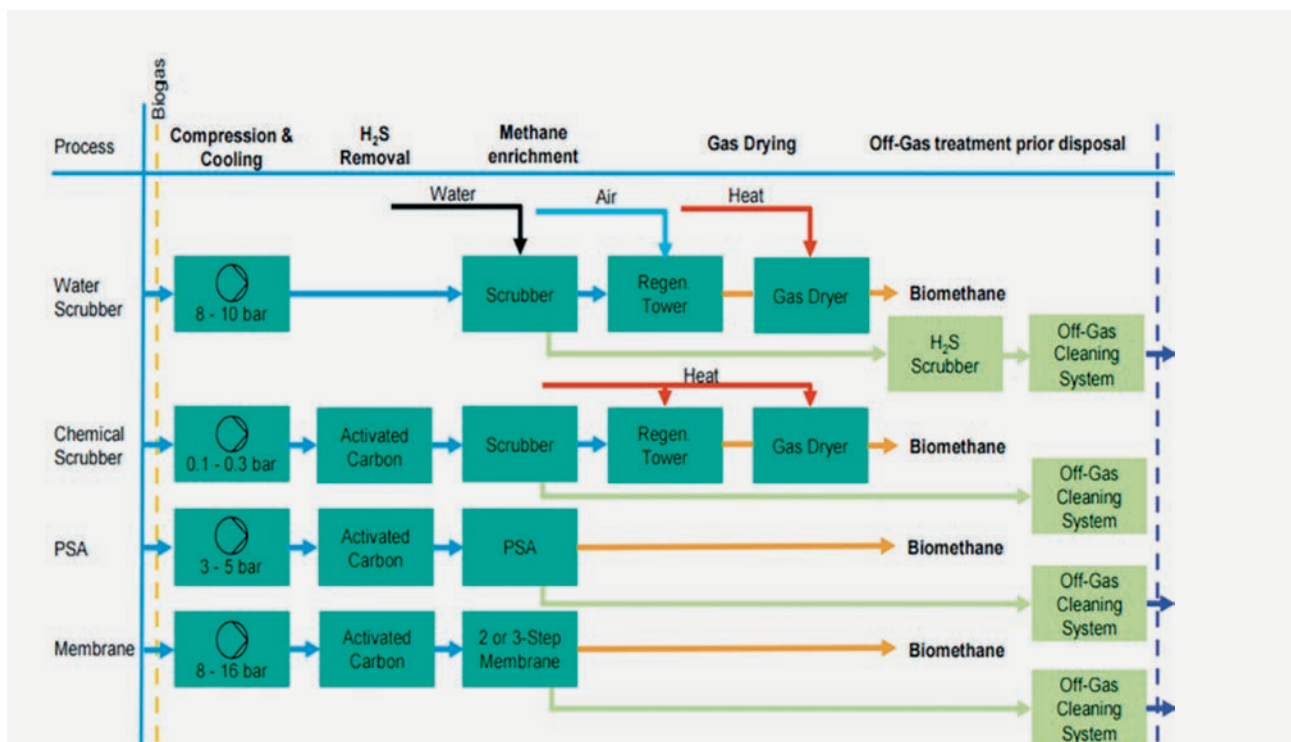 Biogas
Process
Compression &
Cooling
H₂S
Removal
Methane
enrichment
Gas Drying
Off-Gas treatment prior disposal
Water
Air
Heat
Water
Scrubber
8 - 10 bar
Scrubber
Regen.
Tower
Gas Dryer
Biomethane
H₂S
Scrubber
Off-Gas
Cleaning
System
Heat
Chemical
Scrubber
0.1 - 0.3 bar
Activated
Carbon
Scrubber
Regen.
Tower
Gas Dryer
Biomethane
Off-Gas
Cleaning
System
PSA
3 - 5 bar
Activated
Carbon
PSA
Biomethane
Off-Gas
Cleaning
System
Membrane
8 - 16 bar
Activated
Carbon
2 or 3-Step
Membrane
Biomethane
Off-Gas
Cleaning
System